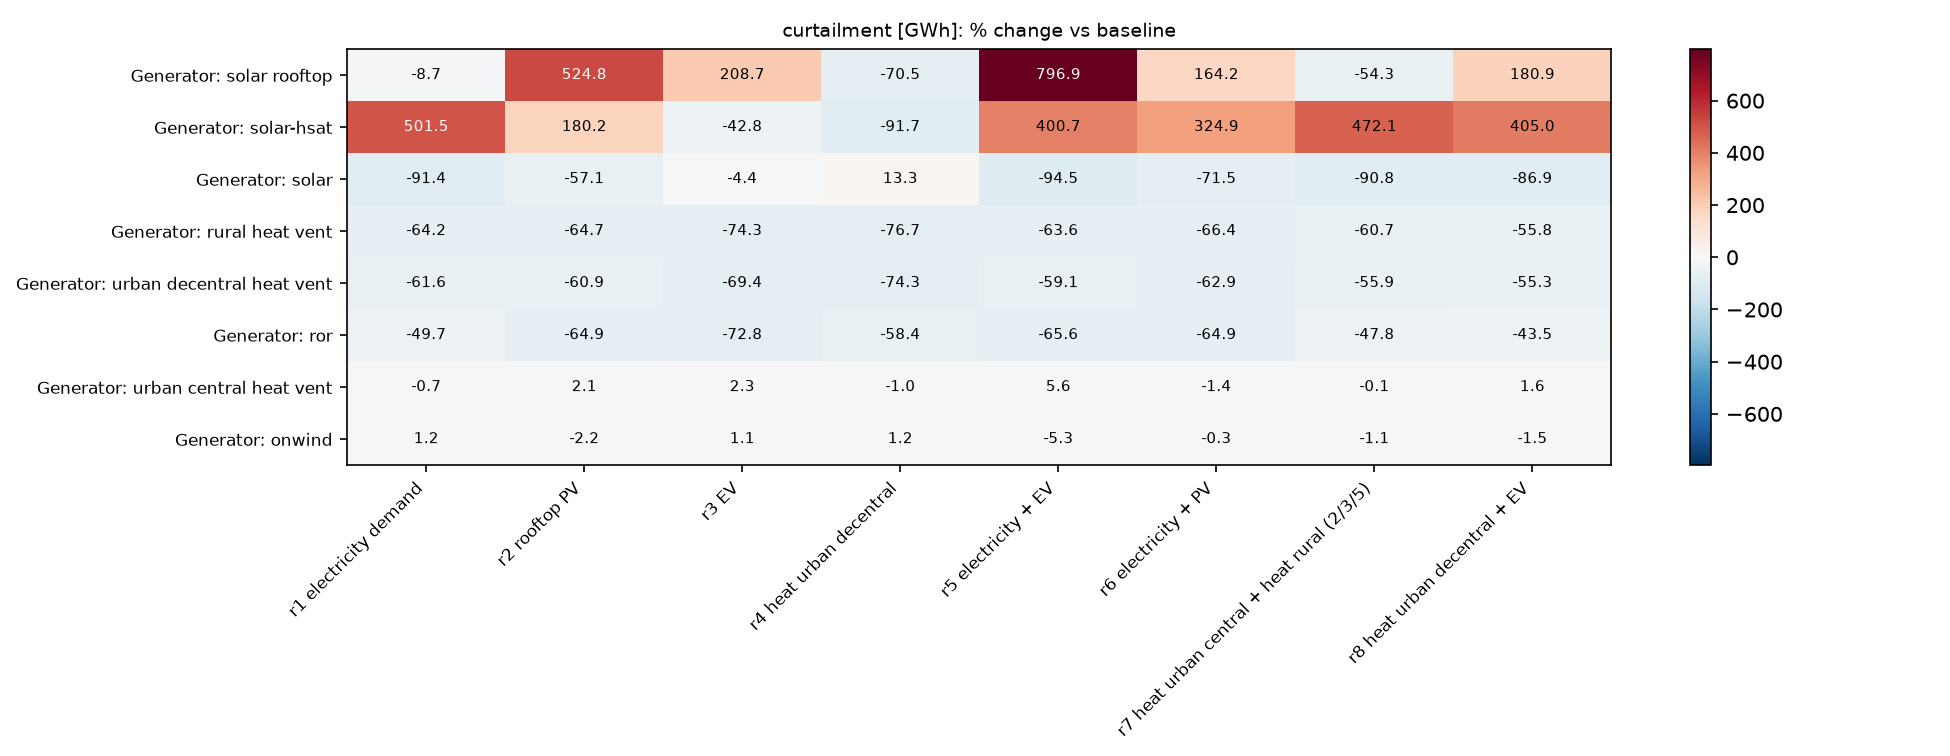 curtailment [GWh]: % change vs baseline
Generator: solar rooftop -8.7 524.8 208.7 -70.5 796.9 164.2 -54.3 180.9
Generator: solar-hsat 501.5 180.2 -42.8 -91.7 400.7 324.9 472.1 405.0
Generator: solar -91.4 -57.1 -4.4 13.3 -94.5 -71.5 -90.8 -86.9
Generator: rural heat vent -64.2 -64.7 -74.3 -76.7 -63.6 -66.4 -60.7 -55.8
Generator: urban decentral heat vent -61.6 -60.9 -69.4 -74.3 -59.1 -62.9 -55.9 -55.3
Generator: ror -49.7 -64.9 -72.8 -58.4 -65.6 -64.9 -47.8 -43.5
Generator: urban central heat vent -0.7 2.1 2.3 -1.0 5.6 -1.4 -0.1 1.6
Generator: onwind 1.2 -2.2 1.1 1.2 -5.3 -0.3 -1.1 -1.5
r1 electricity demand
r2 rooftop PV
r3 EV
r4 heat urban decentral
r5 electricity + EV
r6 electricity + PV
r7 heat urban central + heat rural (2/3/5)
r8 heat urban decentral + EV
600
400
200
0
−200
−400
−600